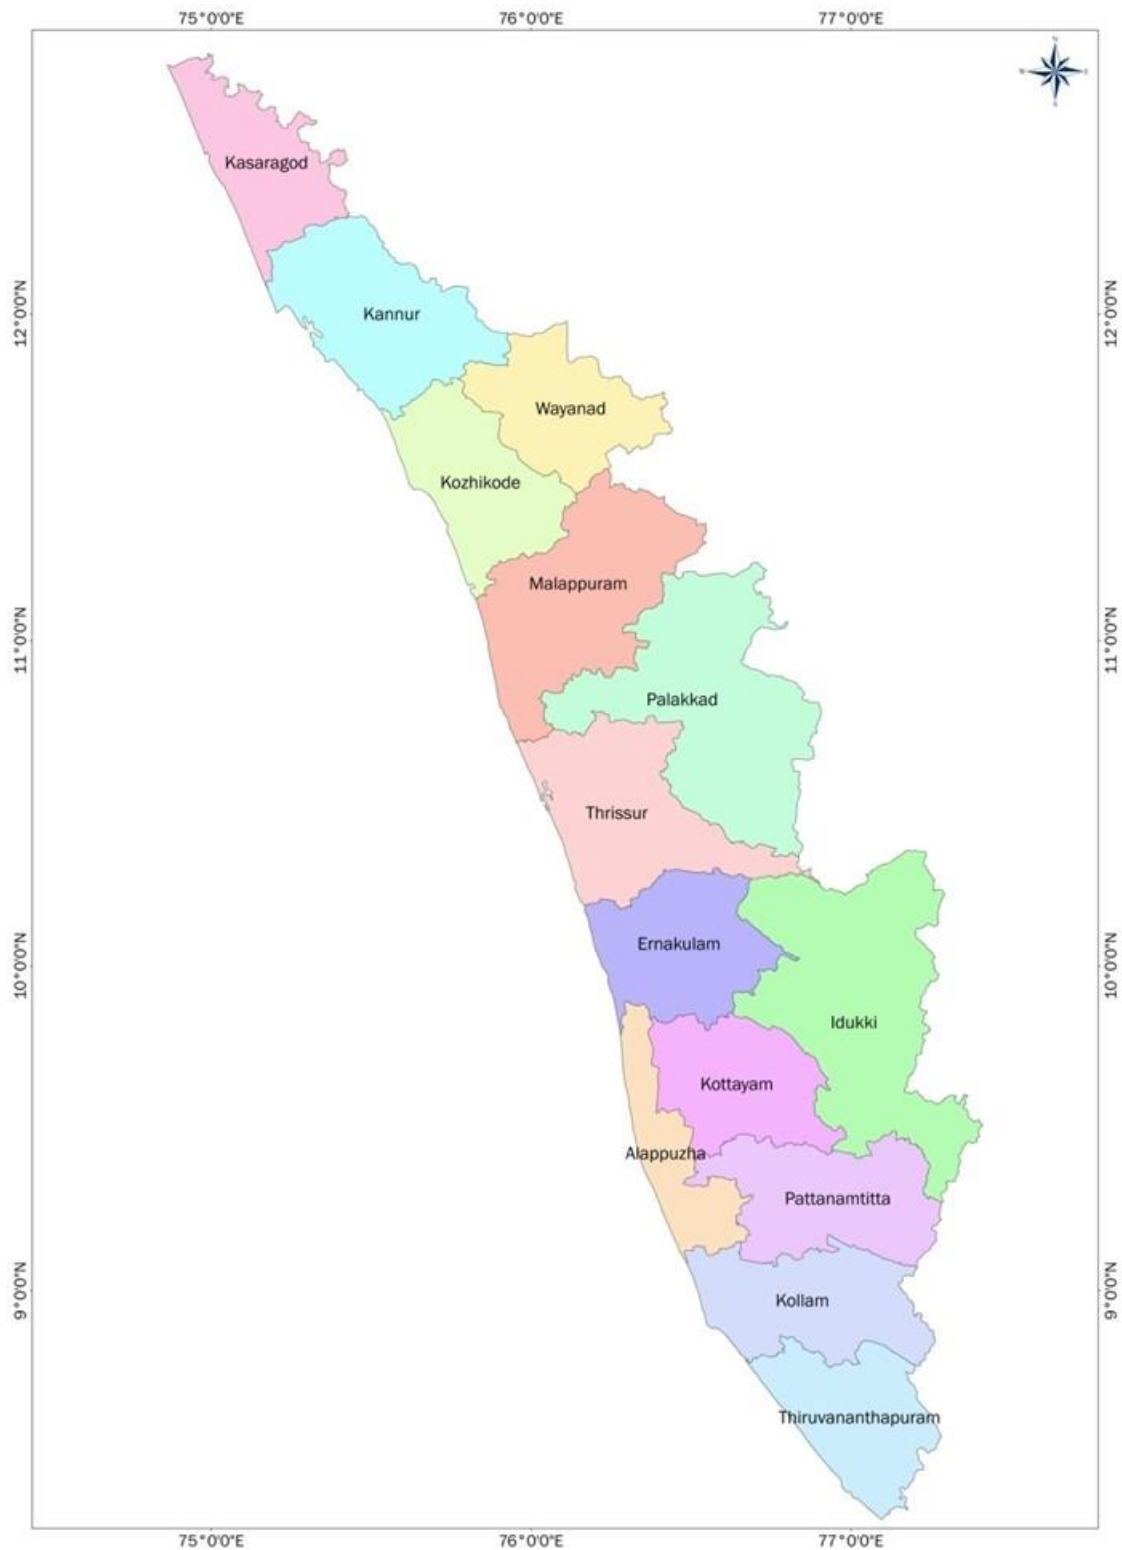 75°0'0"E 76°0'0"E 77°0'0"E
N
Kasaragod
12°0'0"N
Kannur
12°0'0"N
Wayanad
Kozhikode
Malappuram
11°0'0"N
11°0'0"N
Palakkad
Thrissur
Ernakulam
10°0'0"N
10°0'0"N
Idukki
Kottayam
Alappuzha
Pattanamtitta
9°0'0"N
Kollam
9°0'0"N
Thiruvananthapuram
75°0'0"E 76°0'0"E 77°0'0"E